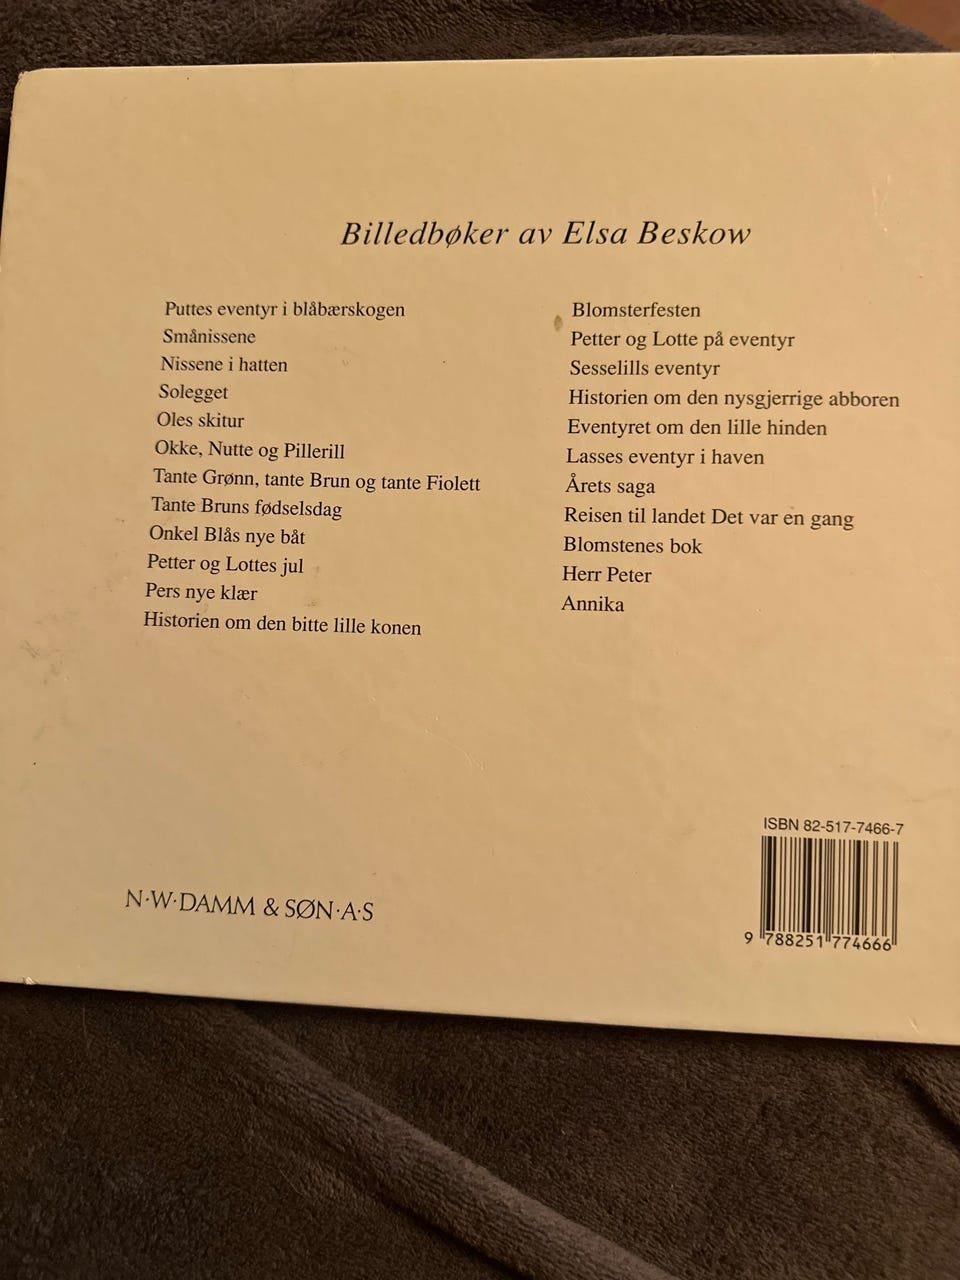 Billedbøker av Elsa Beskow
Puttes eventyr i blåbærskogen
Smånissene
Nissene i hatten
Solegget
Oles skitur
Okke, Nutte og Pillerill
Tante Grønn, tante Brun og tante Fiolett
Tante Bruns fødselsdag
Onkel Blås nye båt
Petter og Lottes jul
Pers nye klær
Historien om den bitte lille konen
Blomsterfesten
Petter og Lotte på eventyr
Sesselills eventyr
Historien om den nysgjerrige abboren
Eventyret om den lille hinden
Lasses eventyr i haven
Årets saga
Reisen til landet Det var en gang
Blomstenes bok
Herr Peter
Annika
N·W·DAMM & SØN·A·S
ISBN 82-517-7466-7
9 788251 774666